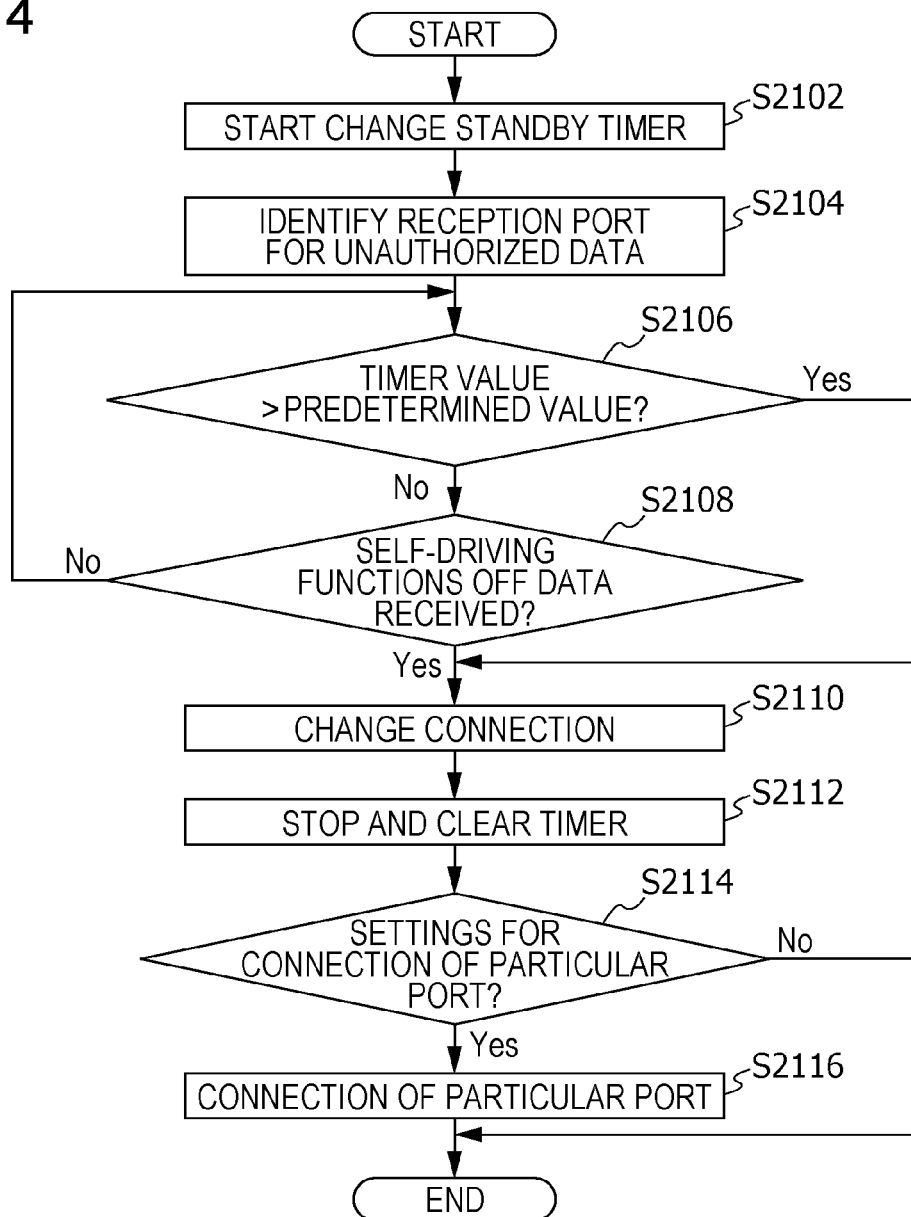 4
START
S2102
START CHANGE STANDBY TIMER
S2104
IDENTIFY RECEPTION PORT
FOR UNAUTHORIZED DATA
S2106
TIMER VALUE
>PREDETERMINED VALUE?
Yes
No
S2108
SELF-DRIVING
FUNCTIONS OFF DATA
RECEIVED?
No
Yes
S2110
CHANGE CONNECTION
S2112
STOP AND CLEAR TIMER
S2114
SETTINGS FOR
CONNECTION OF PARTICULAR
PORT?
No
Yes
S2116
CONNECTION OF PARTICULAR PORT
END